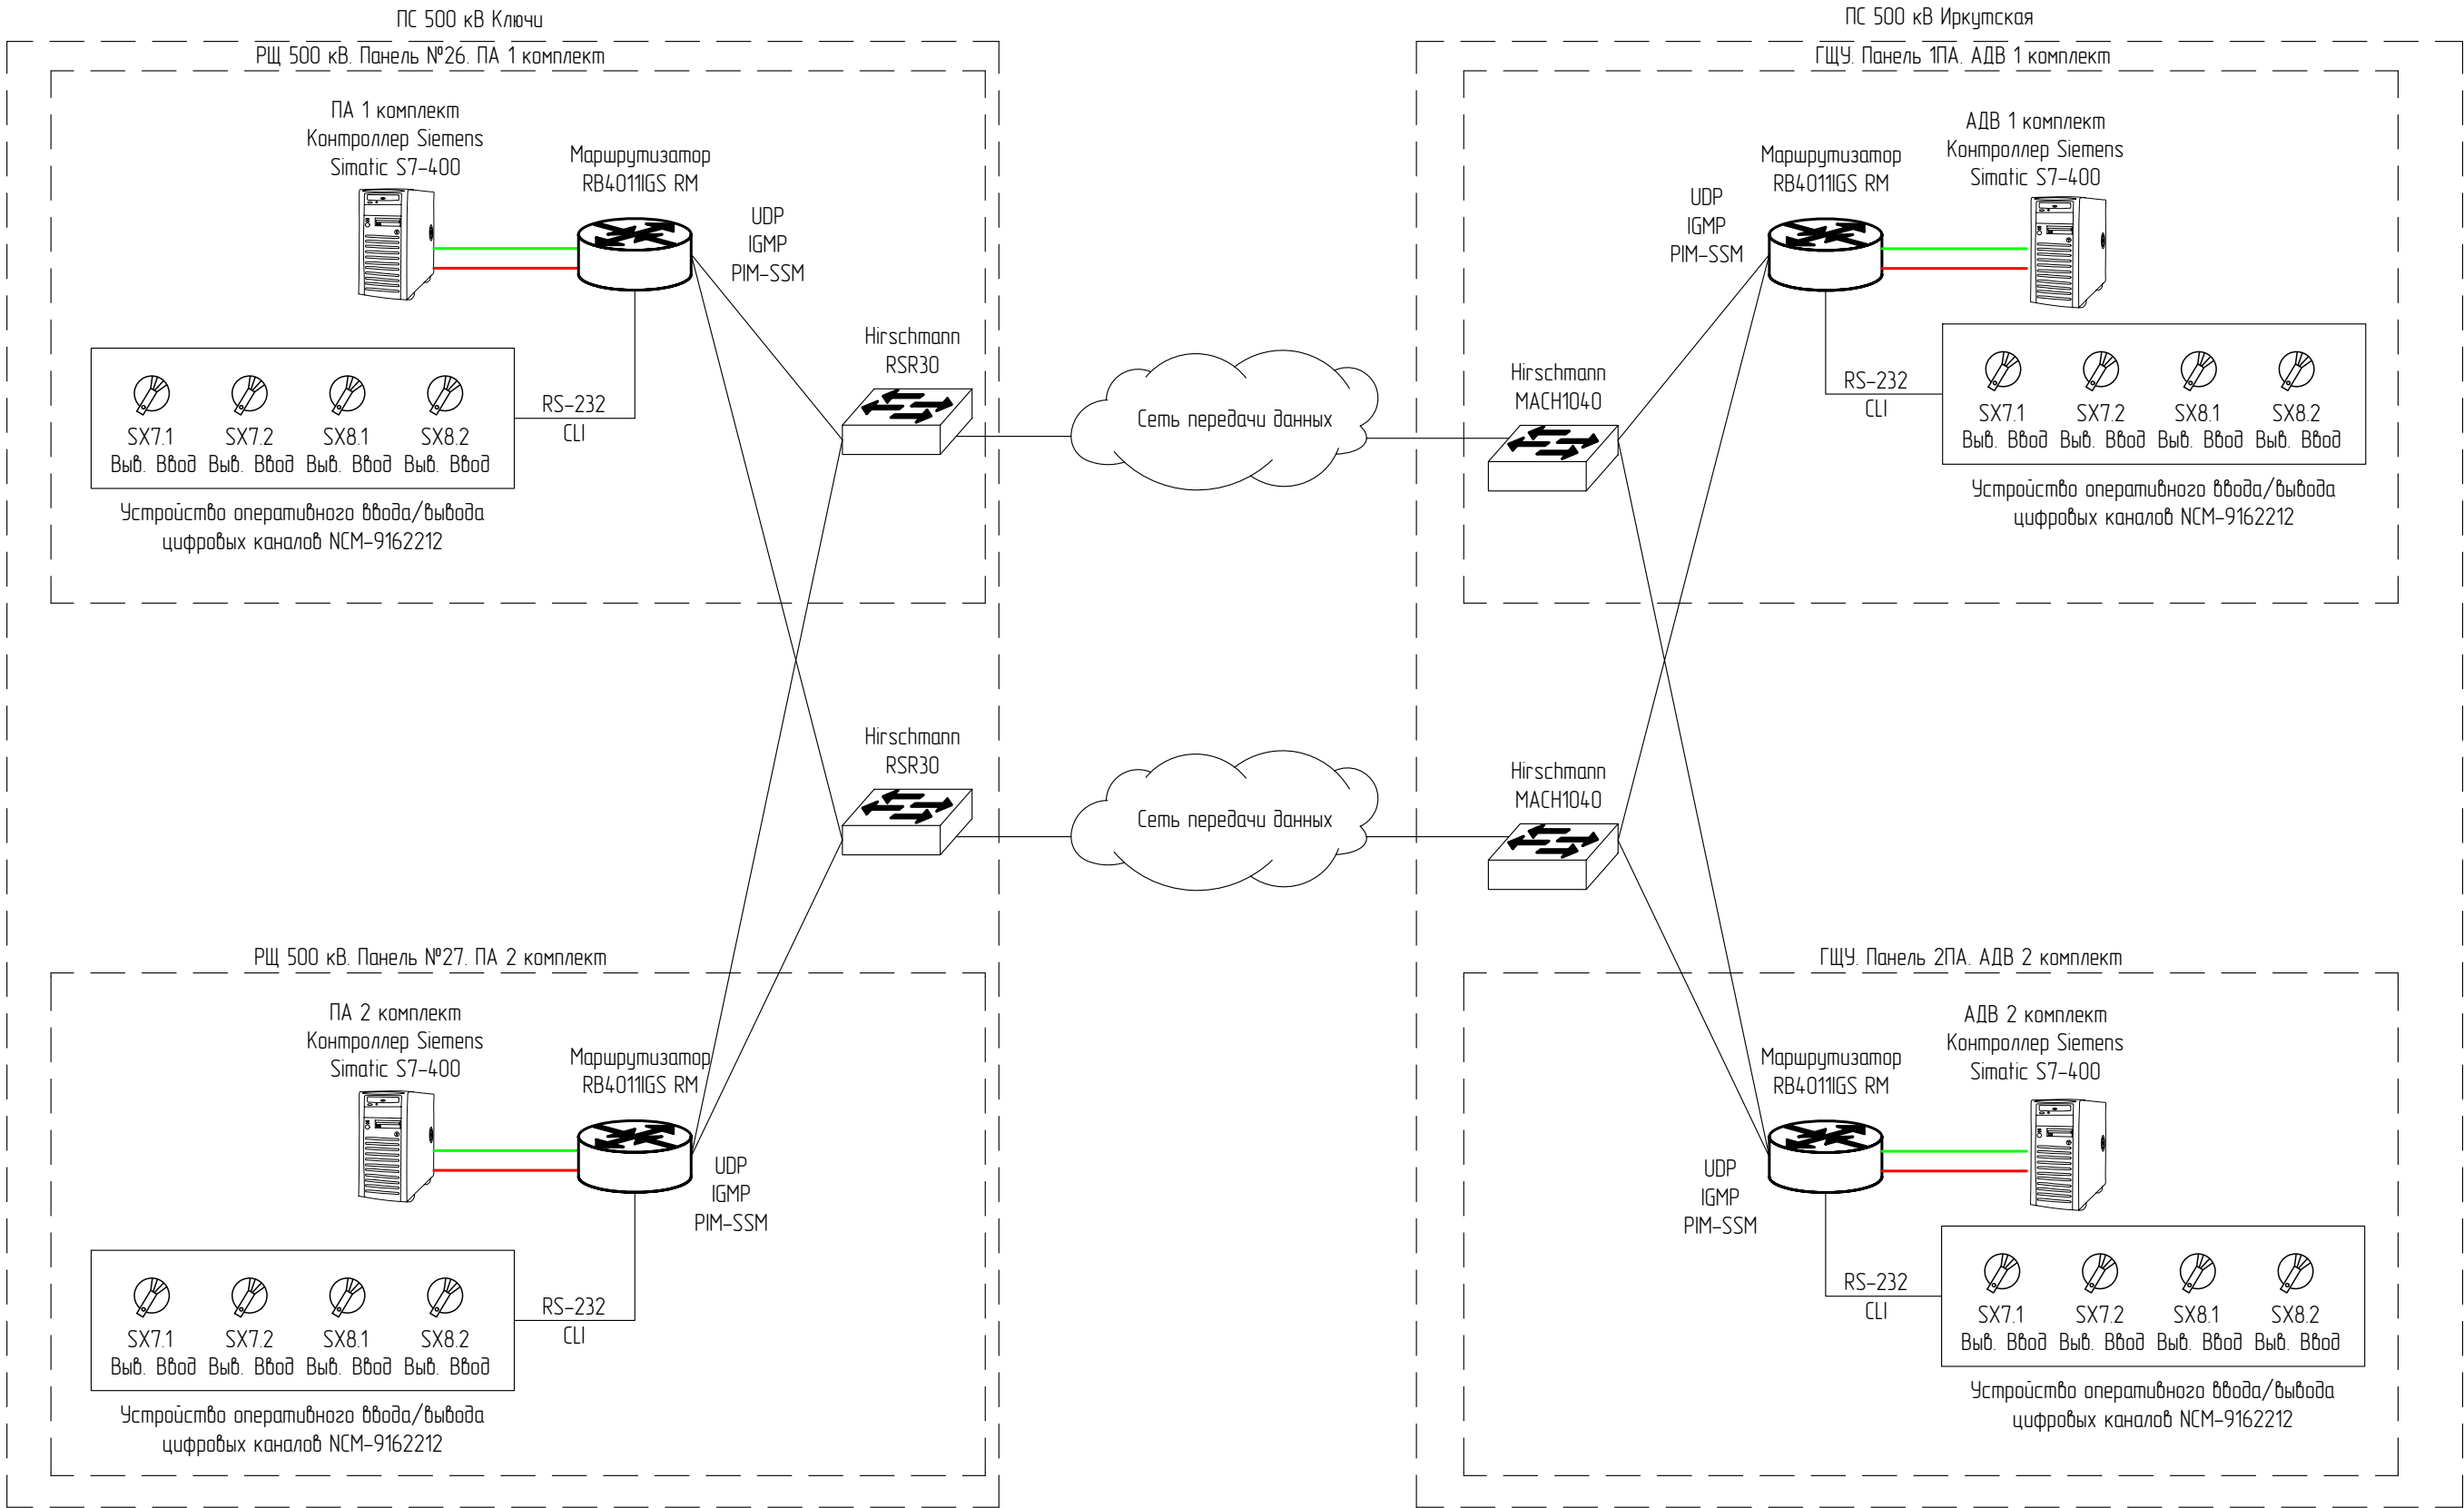 ПС 500 кВ Ключи
РЩ 500 кВ. Панель №26. ПА 1 комплект
ПА 1 комплект
Контроллер Siemens
Simatic S7-400
Маршрутизатор
RB4011IGS RM
UDP
IGMP
PIM-SSM
Hirschmann
RSR30
RS-232
CLI
SX7.1 SX7.2 SX8.1 SX8.2
Выв. Ввод Выв. Ввод Выв. Ввод Выв. Ввод
Устройство оперативного ввода/вывода
цифровых каналов NCM-9162212
Сеть передачи данных
Hirschmann
RSR30
Сеть передачи данных
РЩ 500 кВ. Панель №27. ПА 2 комплект
ПА 2 комплект
Контроллер Siemens
Simatic S7-400
Маршрутизатор
RB4011IGS RM
UDP
IGMP
PIM-SSM
RS-232
CLI
SX7.1 SX7.2 SX8.1 SX8.2
Выв. Ввод Выв. Ввод Выв. Ввод Выв. Ввод
Устройство оперативного ввода/вывода
цифровых каналов NCM-9162212
ПС 500 кВ Иркутская
ГЩУ. Панель 1ПА. АДВ 1 комплект
АДВ 1 комплект
Контроллер Siemens
Simatic S7-400
Маршрутизатор
RB4011IGS RM
UDP
IGMP
PIM-SSM
Hirschmann
MACH1040
RS-232
CLI
SX7.1 SX7.2 SX8.1 SX8.2
Выв. Ввод Выв. Ввод Выв. Ввод Выв. Ввод
Устройство оперативного ввода/вывода
цифровых каналов NCM-9162212
Hirschmann
MACH1040
ГЩУ. Панель 2ПА. АДВ 2 комплект
АДВ 2 комплект
Контроллер Siemens
Simatic S7-400
Маршрутизатор
RB4011IGS RM
UDP
IGMP
PIM-SSM
RS-232
CLI
SX7.1 SX7.2 SX8.1 SX8.2
Выв. Ввод Выв. Ввод Выв. Ввод Выв. Ввод
Устройство оперативного ввода/вывода
цифровых каналов NCM-9162212